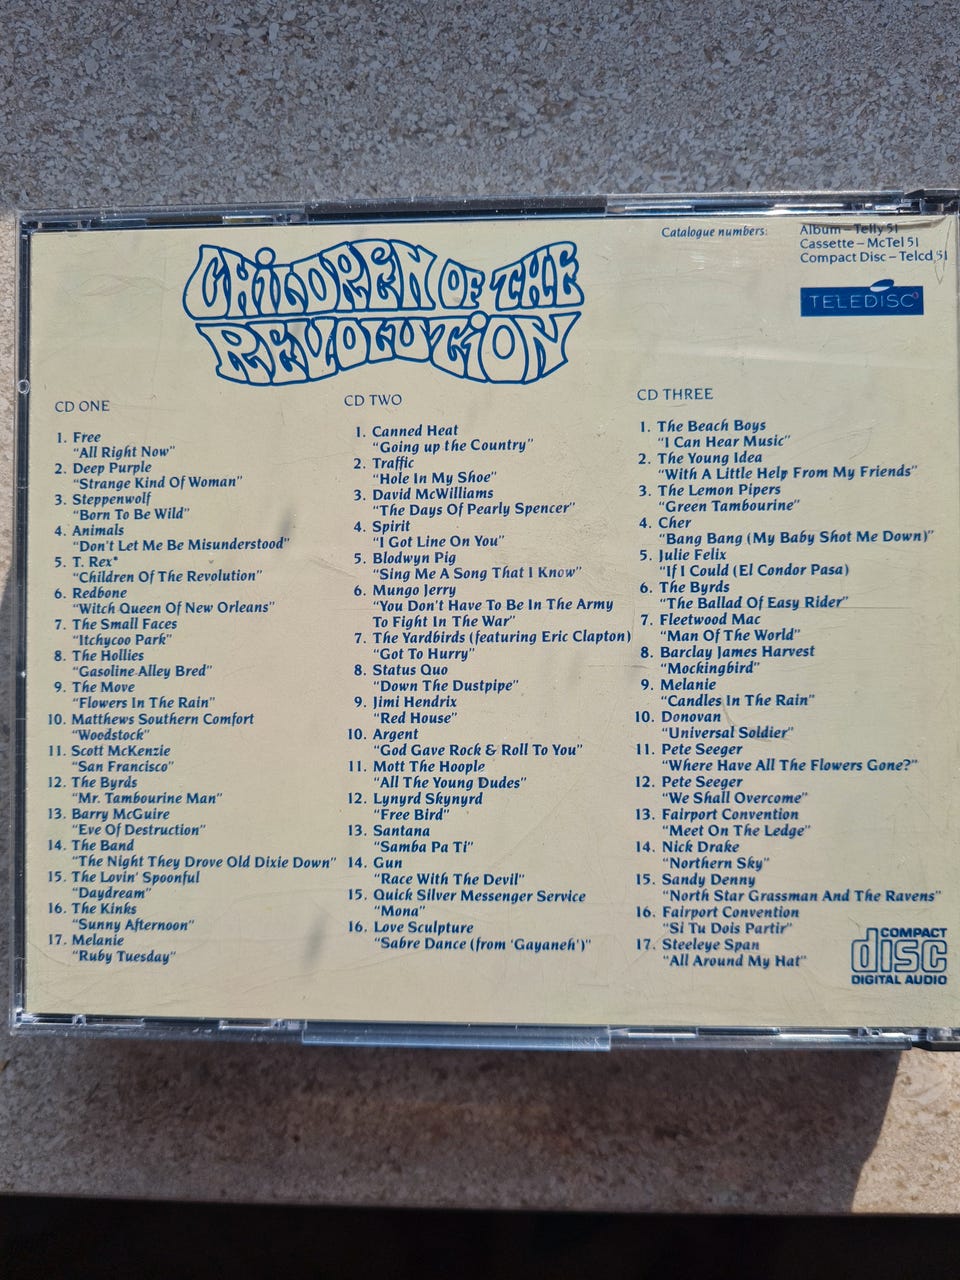 CHILDREN OF THE
REVOLUTION
Catalogue numbers:
Album – Telly 51
Cassette – McTel 51
Compact Disc – Telcd 51
TELEDISC
CD ONE
1. Free
"All Right Now"
2. Deep Purple
"Strange Kind Of Woman"
3. Steppenwolf
"Born To Be Wild"
4. Animals
"Don't Let Me Be Misunderstood"
5. T. Rex*
"Children Of The Revolution"
6. Redbone
"Witch Queen Of New Orleans"
7. The Small Faces
"Itchycoo Park"
8. The Hollies
"Gasoline Alley Bred"
9. The Move
"Flowers In The Rain"
10. Matthews Southern Comfort
"Woodstock"
11. Scott McKenzie
"San Francisco"
12. The Byrds
"Mr. Tambourine Man"
13. Barry McGuire
"Eve Of Destruction"
14. The Band
"The Night They Drove Old Dixie Down"
15. The Lovin' Spoonful
"Daydream"
16. The Kinks
"Sunny Afternoon"
17. Melanie
"Ruby Tuesday"
CD TWO
1. Canned Heat
"Going up the Country"
2. Traffic
"Hole In My Shoe"
3. David McWilliams
"The Days Of Pearly Spencer"
4. Spirit
"I Got Line On You"
5. Blodwyn Pig
"Sing Me A Song That I Know"
6. Mungo Jerry
"You Don't Have To Be In The Army
To Fight In The War"
7. The Yardbirds (featuring Eric Clapton)
"Got To Hurry"
8. Status Quo
"Down The Dustpipe"
9. Jimi Hendrix
"Red House"
10. Argent
"God Gave Rock & Roll To You"
11. Mott The Hoople
"All The Young Dudes"
12. Lynyrd Skynyrd
"Free Bird"
13. Santana
"Samba Pa Ti"
14. Gun
"Race With The Devil"
15. Quick Silver Messenger Service
"Mona"
16. Love Sculpture
"Sabre Dance (from 'Gayaneh')"
CD THREE
1. The Beach Boys
"I Can Hear Music"
2. The Young Idea
"With A Little Help From My Friends"
3. The Lemon Pipers
"Green Tambourine"
4. Cher
"Bang Bang (My Baby Shot Me Down)"
5. Julie Felix
"If I Could (El Condor Pasa)
6. The Byrds
"The Ballad Of Easy Rider"
7. Fleetwood Mac
"Man Of The World"
8. Barclay James Harvest
"Mockingbird"
9. Melanie
"Candles In The Rain"
10. Donovan
"Universal Soldier"
11. Pete Seeger
"Where Have All The Flowers Gone?"
12. Pete Seeger
"We Shall Overcome"
13. Fairport Convention
"Meet On The Ledge"
14. Nick Drake
"Northern Sky"
15. Sandy Denny
"North Star Grassman And The Ravens"
16. Fairport Convention
"Si Tu Dois Partir"
17. Steeleye Span
"All Around My Hat"
COMPACT
disc
DIGITAL AUDIO